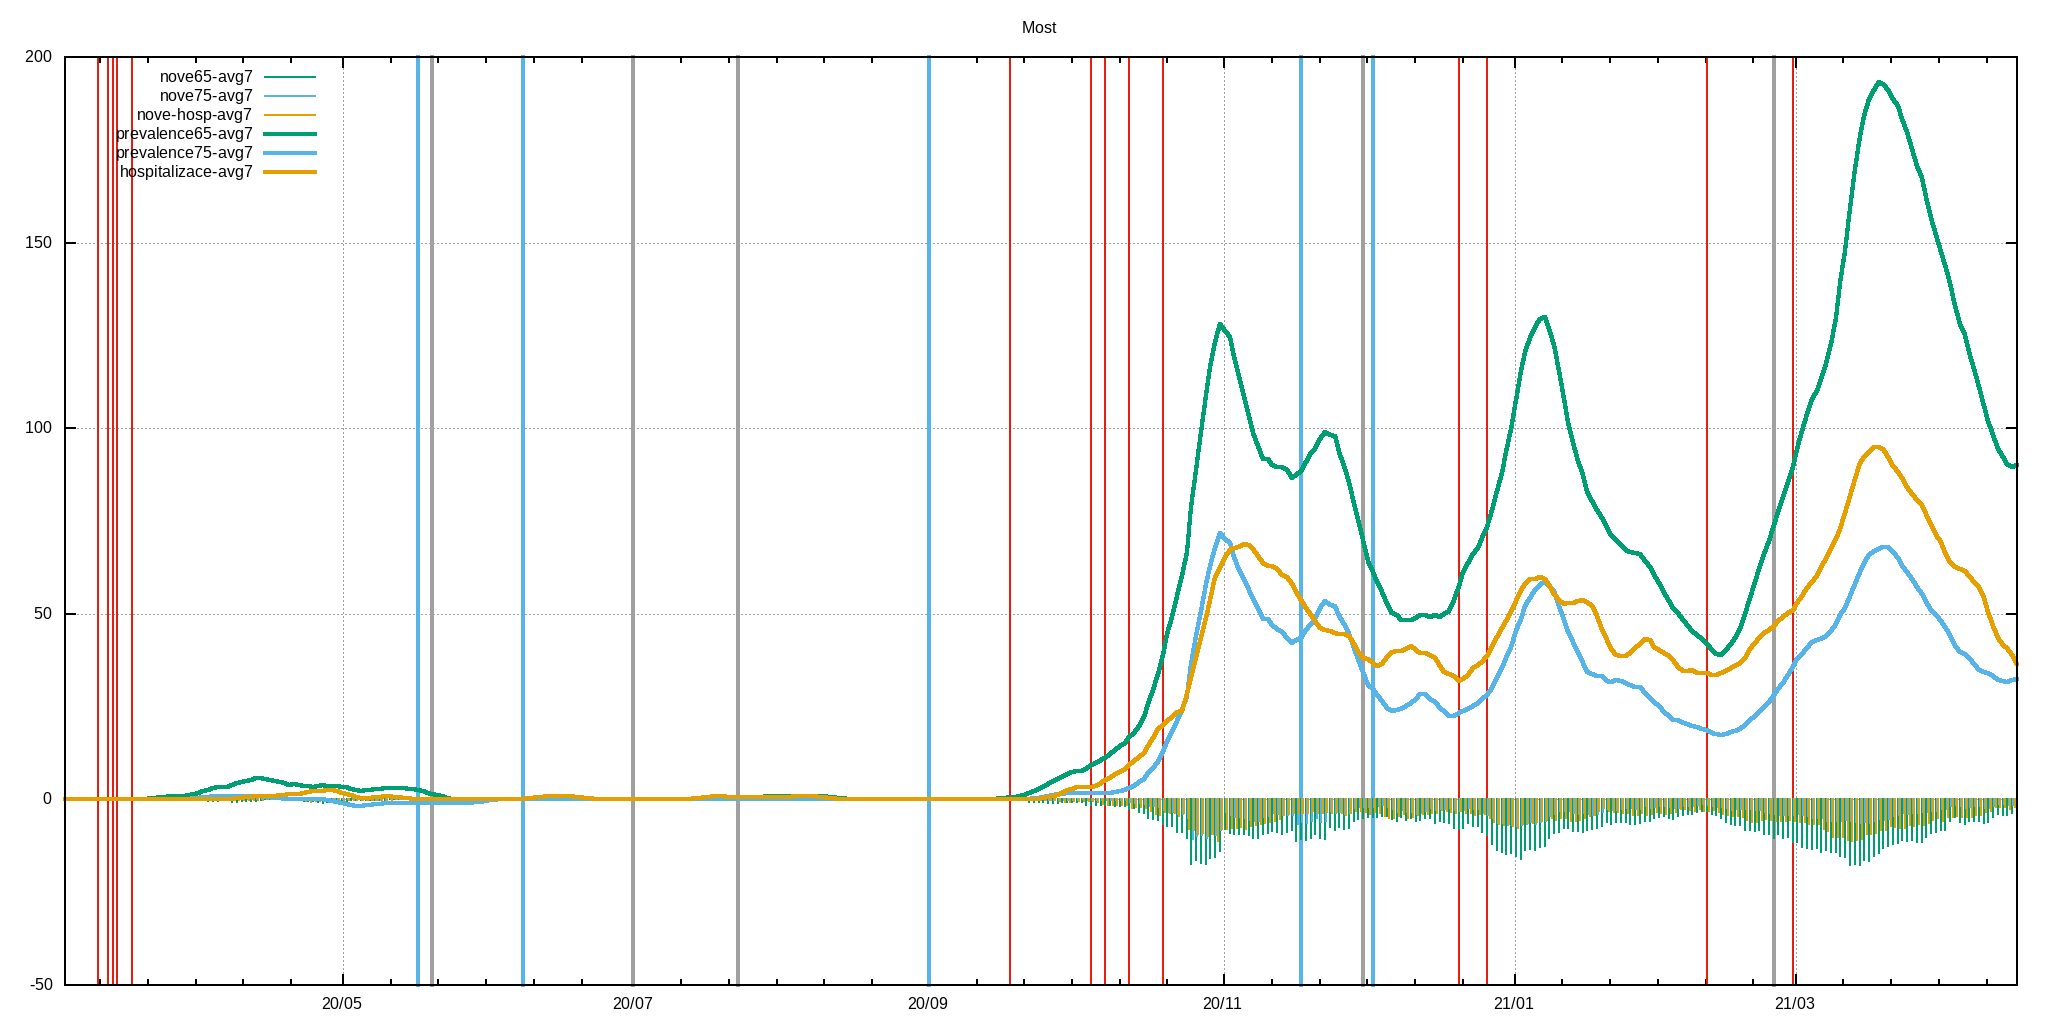 Most
200
nove65-avg7
nove75-avg7
nove-hosp-avg7
prevalence65-avg7
prevalence75-avg7
hospitalizace-avg7
150
100
50
0
-50
20/05 20/07 20/09 20/11 21/01 21/03